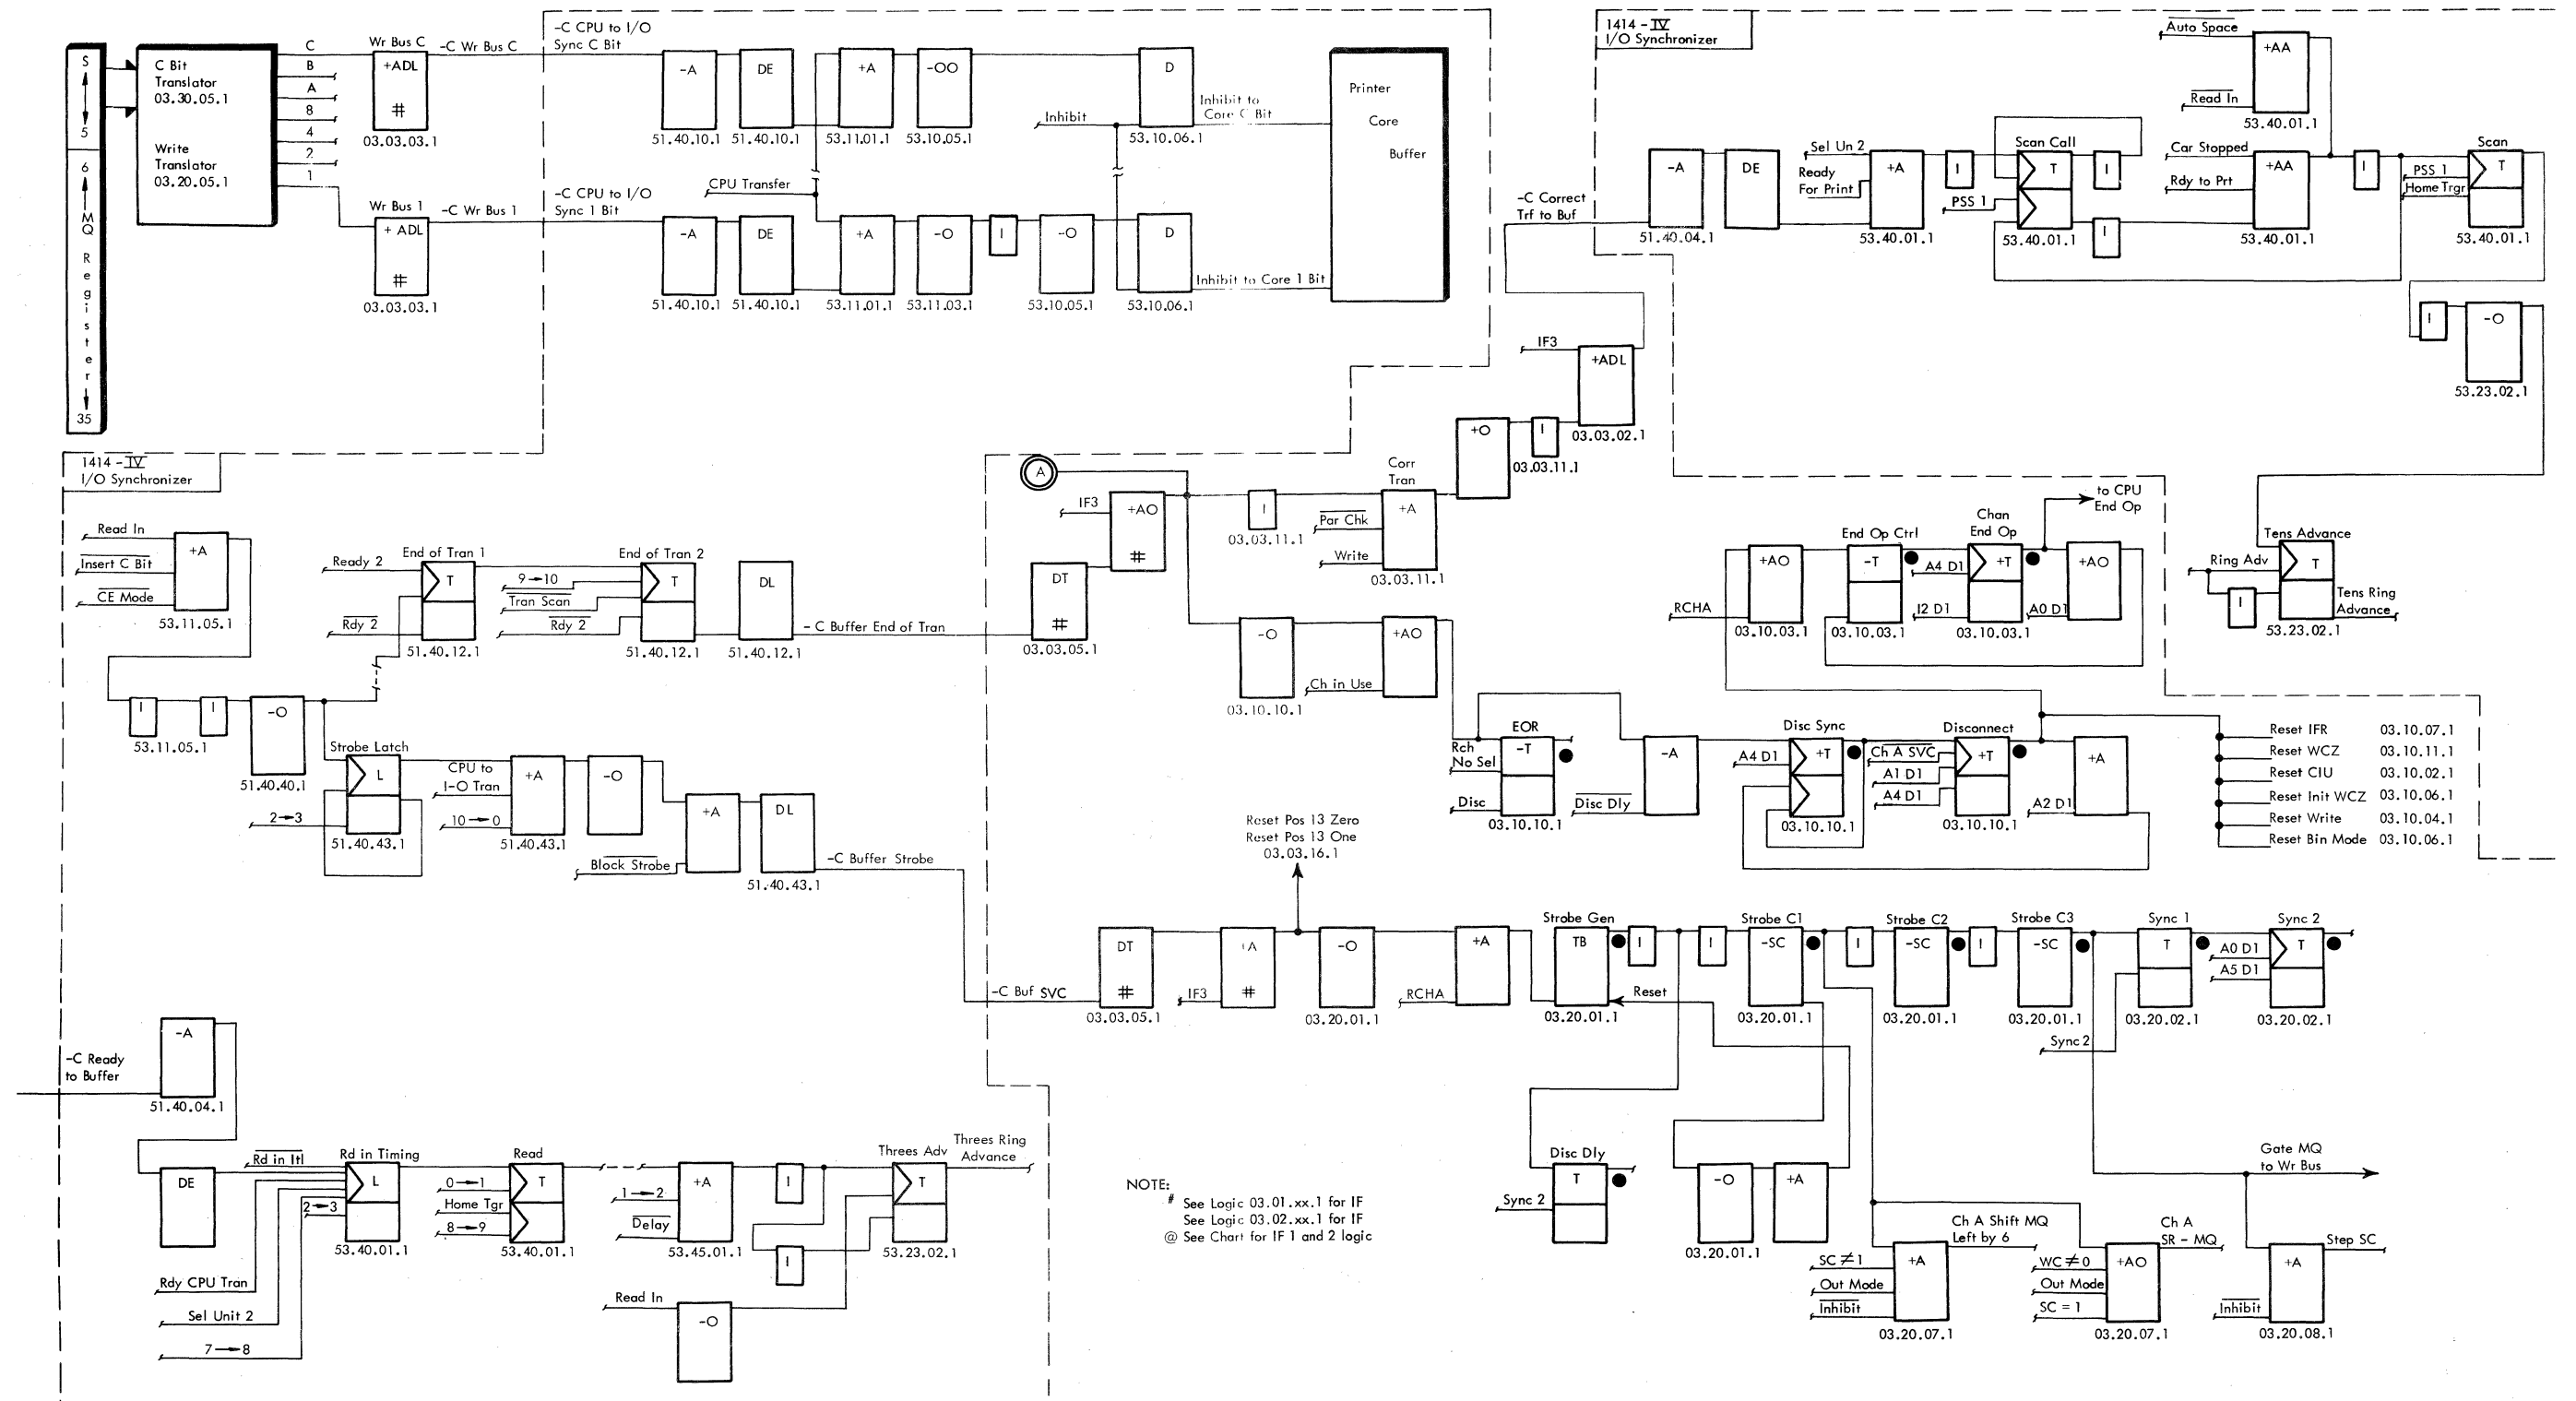 S
5
6
MQ
R
e
g
i
s
t
e
r
35
C Bit
Translator
03.30.05.1
Write
Translator
03.20.05.1
C
B
A
8
4
2
1
Wr Bus C
+ADL
#
03.03.03.1
-C Wr Bus C
Wr Bus 1
+ ADL
#
03.03.03.1
-C Wr Bus 1
-C CPU to I/O
Sync C Bit
-A
51.40.10.1
DE
51.40.10.1
+A
53.11.01.1
-OO
53.10.05.1
Inhibit
D
53.10.06.1
Inhibit to
Core C Bit
CPU Transfer
-C CPU to I/O
Sync 1 Bit
-A
51.40.10.1
DE
51.40.10.1
+A
53.11.01.1
-O
53.11.03.1
I
-O
53.10.05.1
D
53.10.06.1
Inhibit to Core 1 Bit
Printer
Core
Buffer
1414 - IV
I/O Synchronizer
-C Correct
Trf to Buf
-A
51.40.04.1
DE
Sel Un 2
Ready
For Print
+A
53.40.01.1
I
PSS 1
Scan Call
T
53.40.01.1
I
I
Auto Space
Read In
+AA
53.40.01.1
Car Stopped
Rdy to Prt
+AA
53.40.01.1
I
PSS 1
Home Trgr
Scan
T
53.40.01.1
I
-O
53.23.02.1
IF3
+ADL
03.03.02.1
+O
I
03.03.11.1
1414 - IV
I/O Synchronizer
Read In
Insert C Bit
CE Mode
+A
53.11.05.1
Ready 2
Rdy 2
End of Tran 1
T
51.40.12.1
9→10
Tran Scan
Rdy 2
End of Tran 2
T
51.40.12.1
DL
51.40.12.1
-C Buffer End of Tran
DT
#
03.03.05.1
A
IF3
+AO
#
I
03.03.11.1
Par Chk
Write
Corr
Tran
+A
03.03.11.1
-O
03.10.10.1
Ch in Use
+AO
RCHA
+AO
03.10.03.1
End Op Ctrl
-T
03.10.03.1
A4 D1
I2 D1
Chan
End Op
+T
03.10.03.1
to CPU
End Op
A0 D1
+AO
Ring Adv
I
Tens Advance
T
53.23.02.1
Tens Ring
Advance
I
I
53.11.05.1
-O
51.40.40.1
Strobe Latch
L
2→3
51.40.43.1
CPU to
I-O Tran
10→0
+A
51.40.43.1
-O
Block Strobe
+A
DL
51.40.43.1
-C Buffer Strobe
Rch
No Sel
Disc
EOR
-T
03.10.10.1
Disc Dly
-A
A4 D1
Disc Sync
+T
03.10.10.1
Ch A SVC
A1 D1
A4 D1
Disconnect
+T
03.10.10.1
A2 D1
+A
Reset IFR 03.10.07.1
Reset WCZ 03.10.11.1
Reset CIU 03.10.02.1
Reset Init WCZ 03.10.06.1
Reset Write 03.10.04.1
Reset Bin Mode 03.10.06.1
Reset Pos 13 Zero
Reset Pos 13 One
03.03.16.1
-C Buf SVC
DT
#
03.03.05.1
IF3
+A
#
-O
03.20.01.1
RCHA
+A
Strobe Gen
TB
03.20.01.1
I
Reset
I
Strobe C1
-SC
03.20.01.1
I
Strobe C2
-SC
03.20.01.1
I
Strobe C3
-SC
03.20.01.1
Sync 1
T
03.20.02.1
Sync 2
A0 D1
A5 D1
Sync 2
T
03.20.02.1
-C Ready
to Buffer
-A
51.40.04.1
DE
Rd in Itl
2→3
Rd in Timing
L
53.40.01.1
Rdy CPU Tran
Sel Unit 2
7→8
0→1
Home Tgr
8→9
Read
T
53.40.01.1
1→2
Delay
+A
53.45.01.1
I
I
Threes Adv
T
53.23.02.1
Threes Ring
Advance
Read In
-O
NOTE:
# See Logic 03.01.xx.1 for IF
See Logic 03.02.xx.1 for IF
@ See Chart for IF 1 and 2 logic
Disc Dly
T
Sync 2
-O
03.20.01.1
+A
Gate MQ
to Wr Bus
SC ≠ 1
Out Mode
Inhibit
+A
03.20.07.1
Ch A Shift MQ
Left by 6
WC ≠ 0
Out Mode
SC = 1
+AO
03.20.07.1
Ch A
SR - MQ
Inhibit
+A
03.20.08.1
Step SC